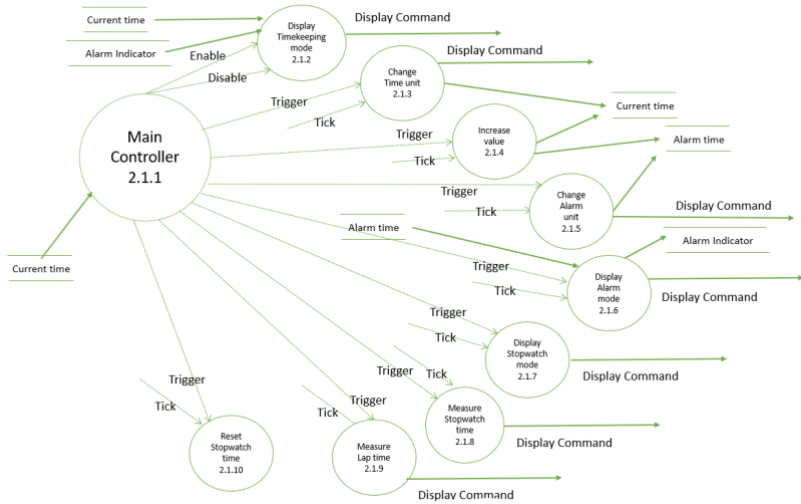 Current time
Alarm Indicator
Enable
Disable
Display
Timekeeping
mode
2.1.2
Display Command
Display Command
Trigger
Tick
Change
Time unit
2.1.3
Current time
Trigger
Tick
Increase
value
2.1.4
Alarm time
Main
Controller
2.1.1
Trigger
Tick
Change
Alarm
unit
2.1.5
Display Command
Alarm time
Alarm Indicator
Current time
Trigger
Tick
Display
Alarm
mode
2.1.6
Display Command
Trigger
Tick
Display
Stopwatch
mode
2.1.7
Display Command
Tick
Trigger
Measure
Stopwatch
time
2.1.8
Display Command
Trigger
Tick
Reset
Stopwatch
time
2.1.10
Trigger
Tick
Measure
Lap time
2.1.9
Display Command